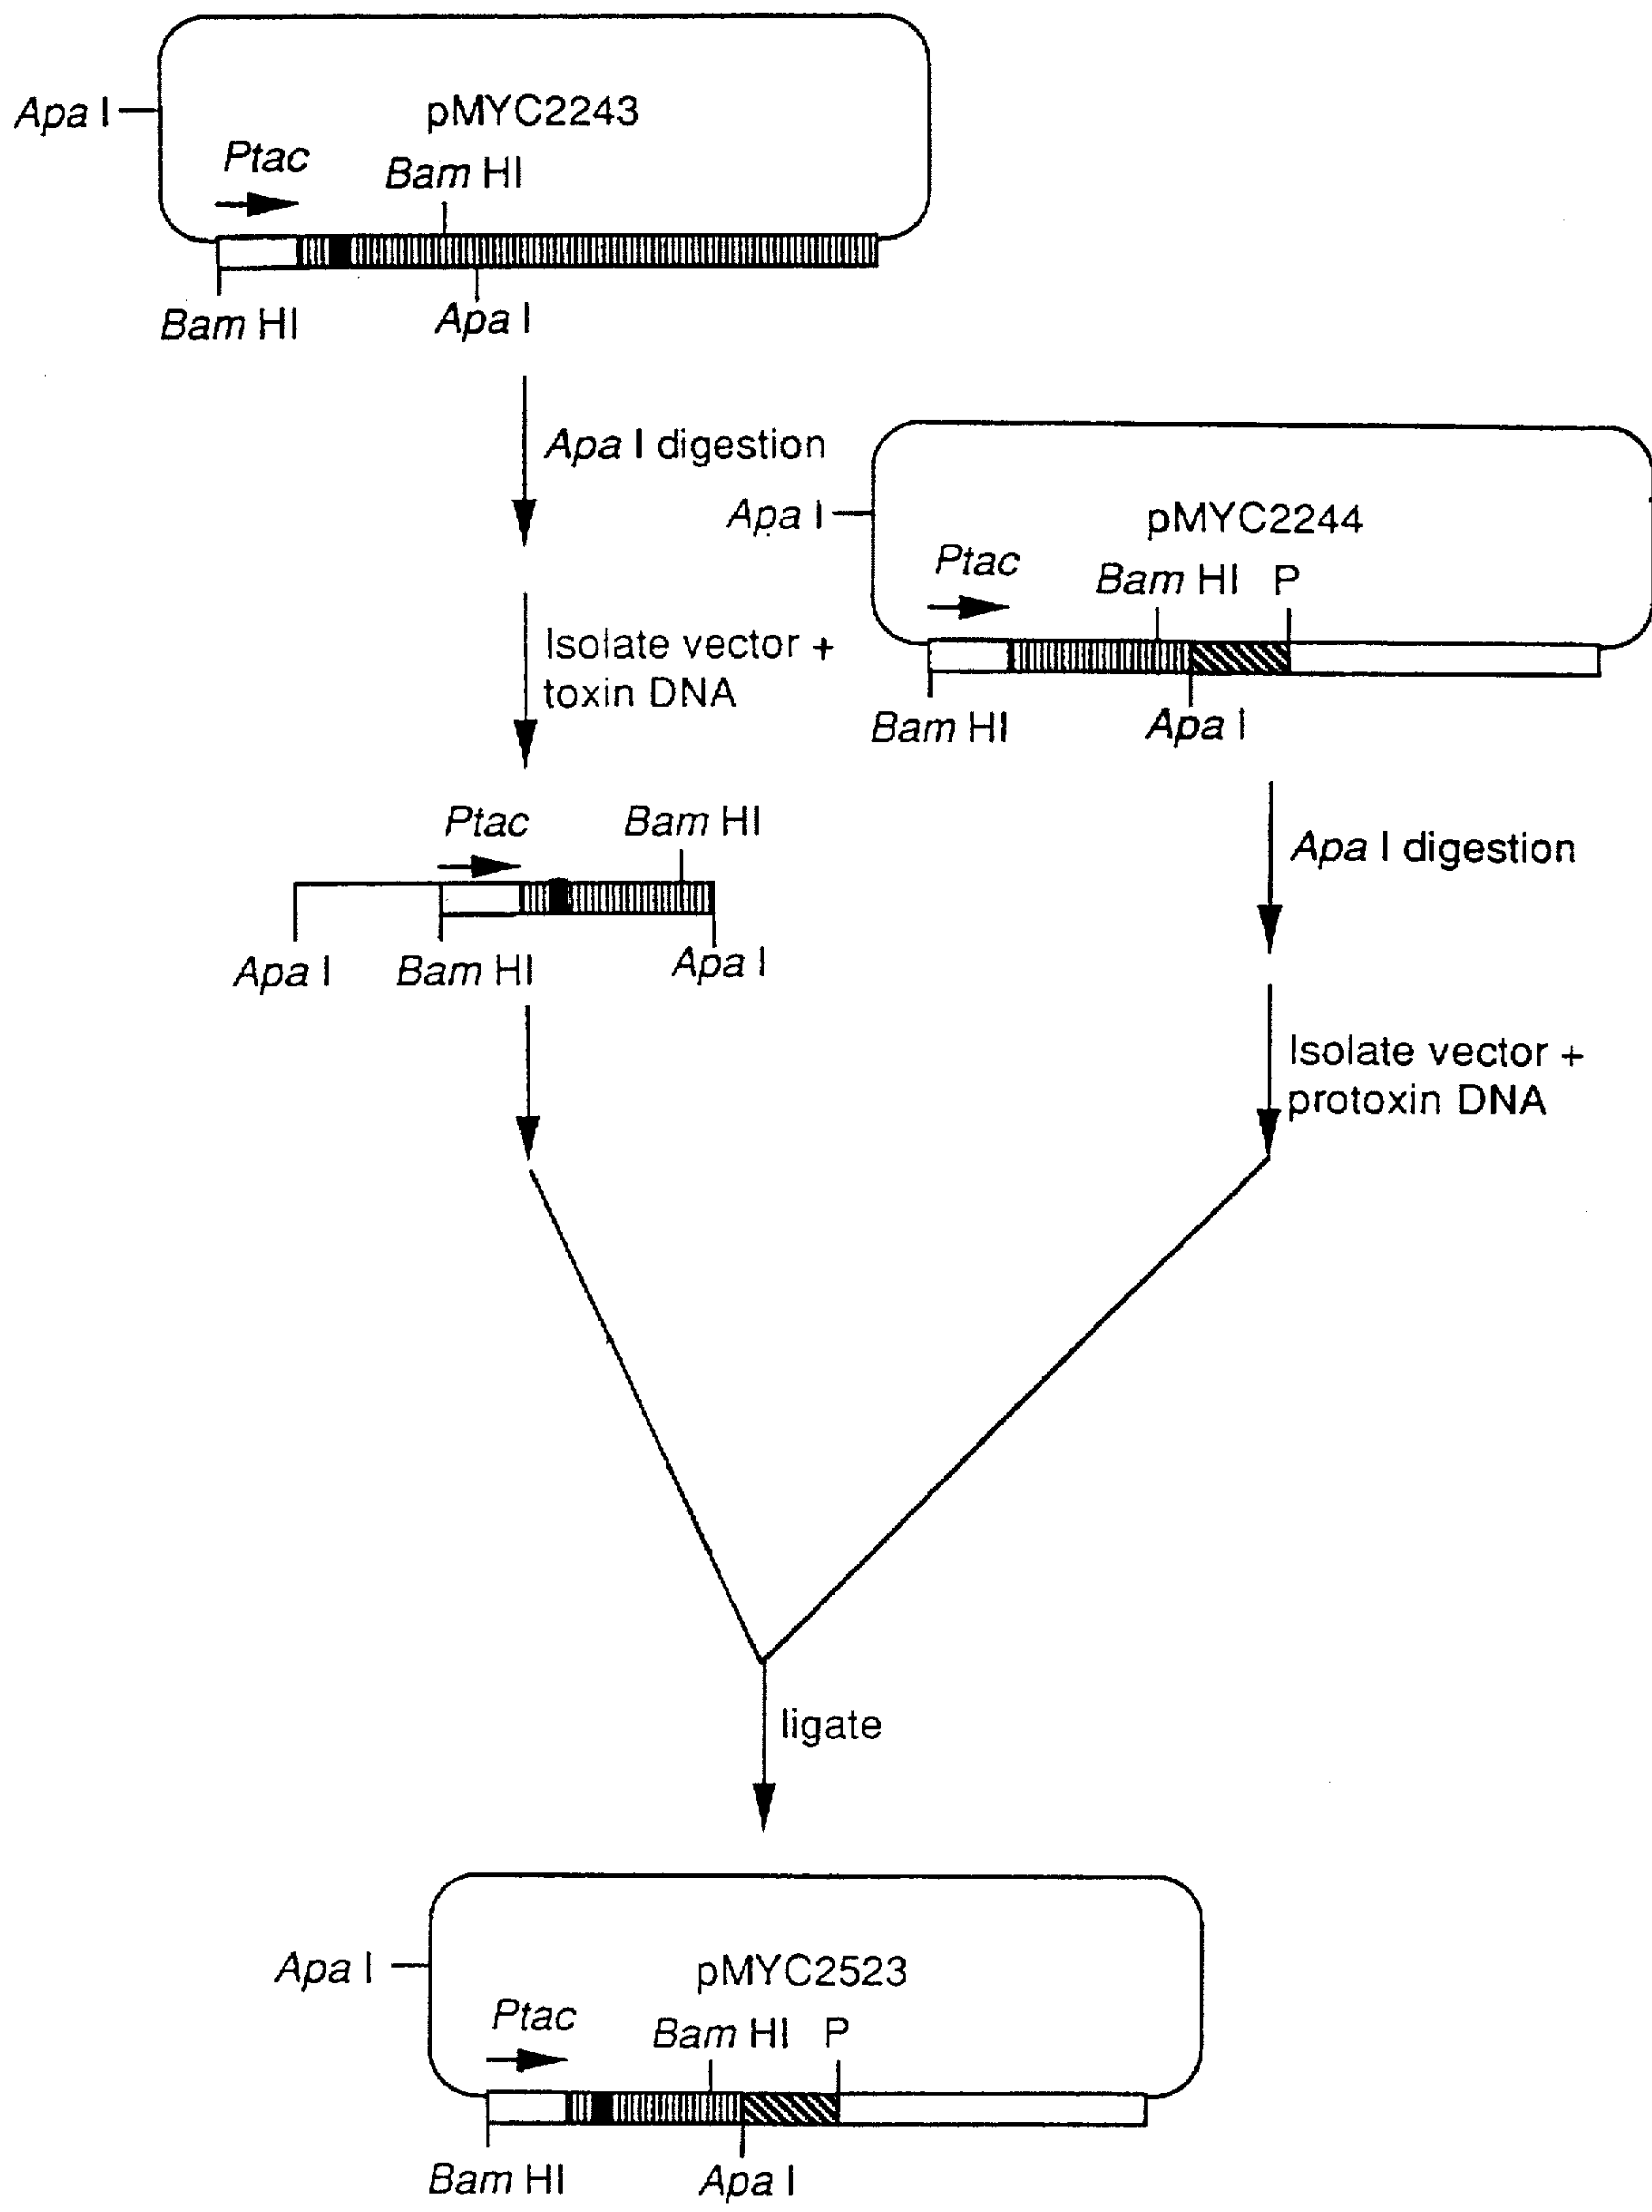 Apa I
pMYC2243
Ptac
Bam HI
Bam HI
Apa I
Apa I digestion
Isolate vector +
toxin DNA
Apa I
pMYC2244
Ptac
Bam HI P
Bam HI
Apa I
Ptac
Bam HI
Apa I
Bam HI
Apa I
Apa I digestion
Isolate vector +
protoxin DNA
ligate
Apa I
pMYC2523
Ptac
Bam HI P
Bam HI
Apa I